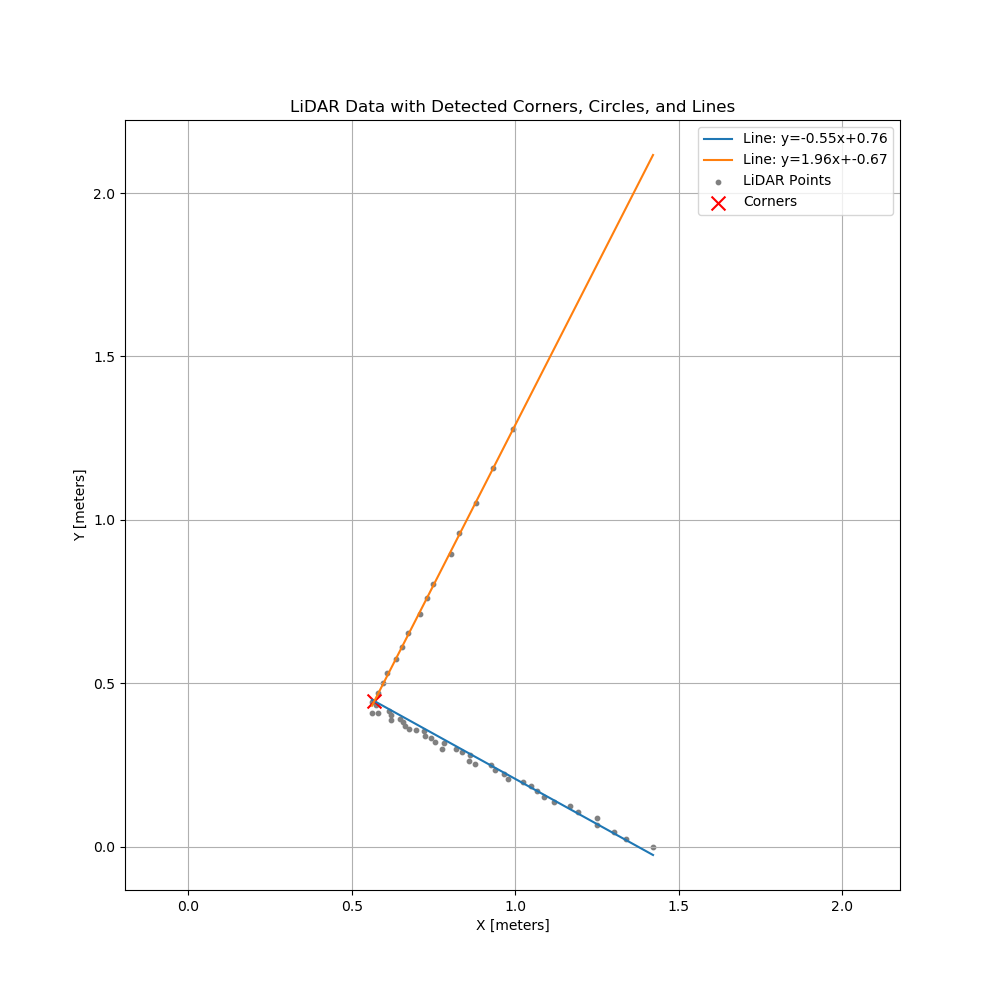 LiDAR Data with Detected Corners, Circles, and Lines
Line: y=-0.55x+0.76
Line: y=1.96x+-0.67
LiDAR Points
Corners
2.0
1.5
1.0
0.5
0.0
Y [meters]
0.0 0.5 1.0 1.5 2.0
X [meters]